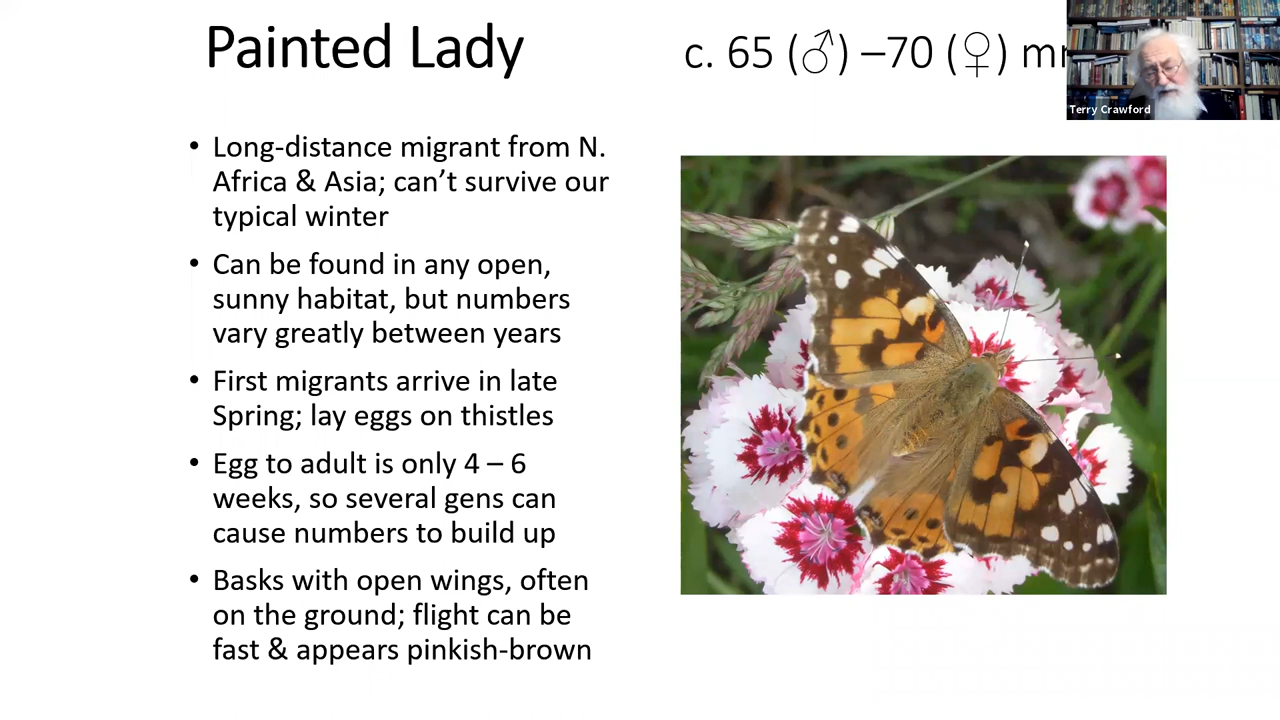 Painted Lady
c. 65 (♂) –70 (♀)
Terry Crawford
• Long-distance migrant from N.
Africa & Asia; can’t survive our
typical winter
• Can be found in any open,
sunny habitat, but numbers
vary greatly between years
• First migrants arrive in late
Spring; lay eggs on thistles
• Egg to adult is only 4 – 6
weeks, so several gens can
cause numbers to build up
• Basks with open wings, often
on the ground; flight can be
fast & appears pinkish-brown